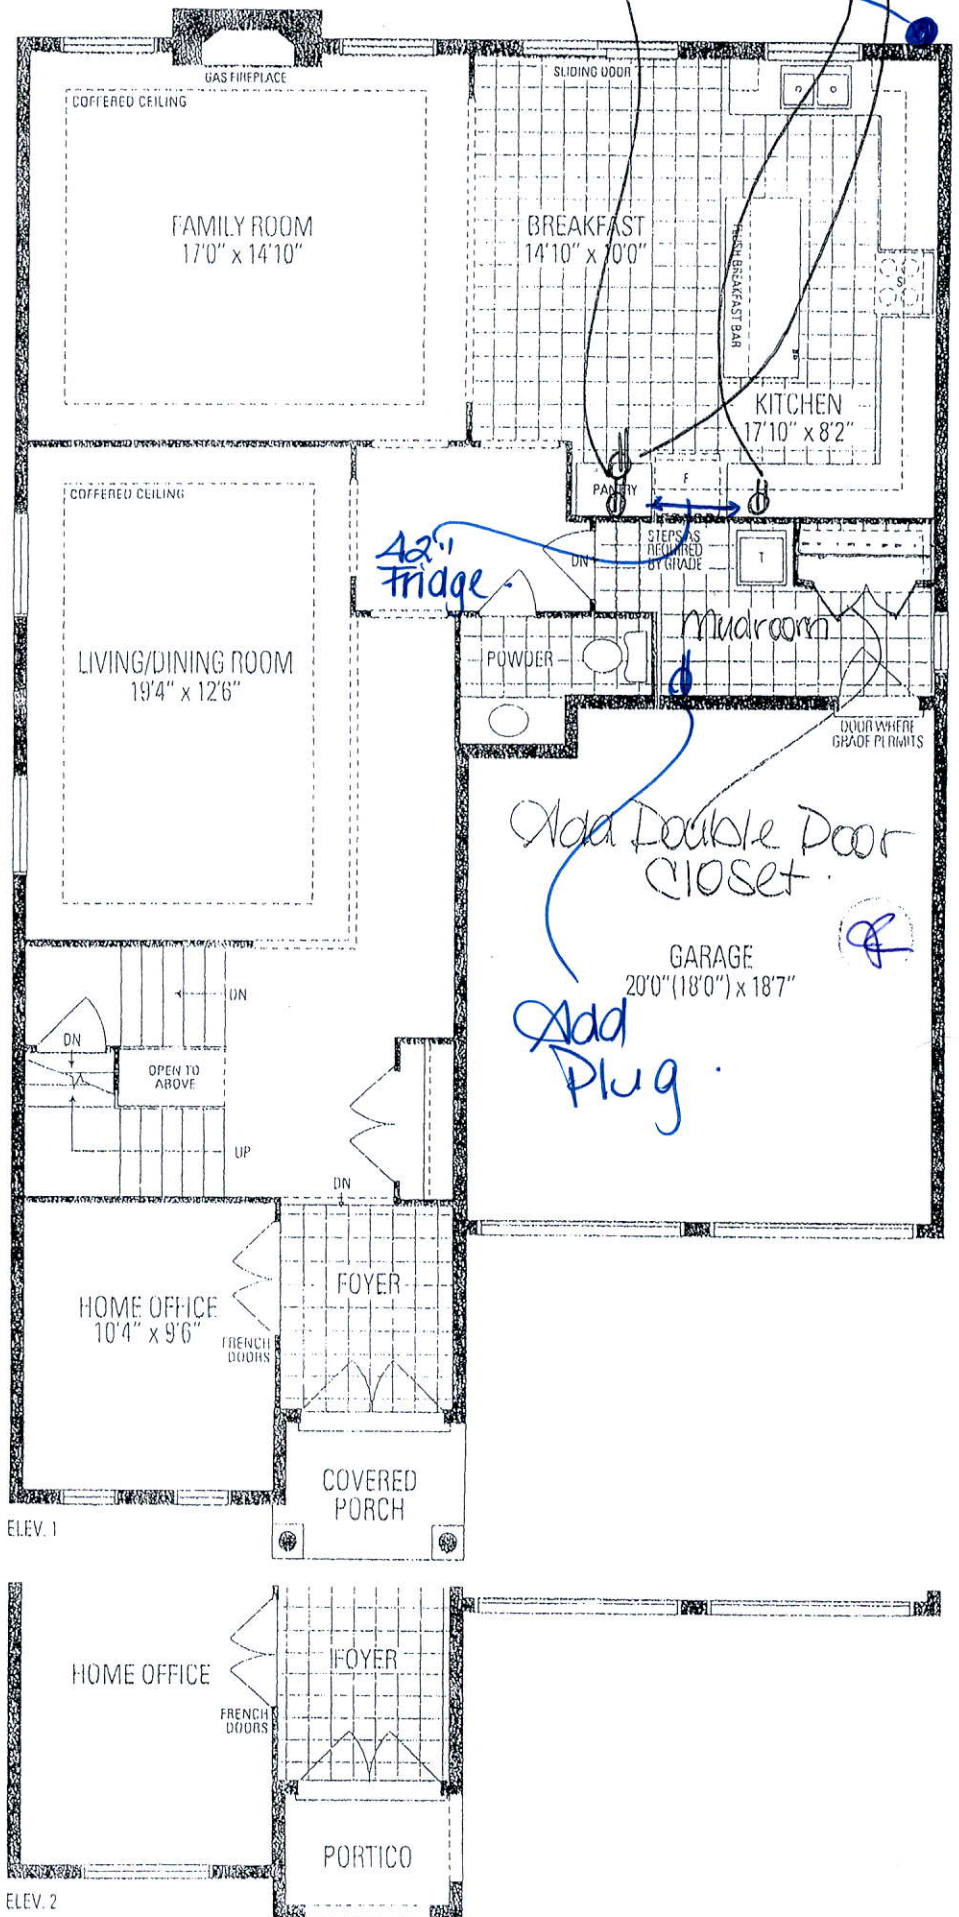 GAS FIREPLACE
SLIDING DOOR
COFFERED CEILING
FAMILY ROOM
17'0" x 14'10"
BREAKFAST
14'10" x 10'0"
FLUSH BREAKFAST BAR
S
KITCHEN
17'10" x 8'2"
PANTRY
F
COFFERED CEILING
42"
Fridge.
DN
STEPS AS
REQUIRED
BY GRADE
T
Mudroom
POWDER
LIVING/DINING ROOM
19'4" x 12'6"
DOOR WHERE
GRADE PERMITS
Add Double Door
Closet.
GARAGE
20'0"(18'0") x 18'7"
Add
Plug.
DN
DN
OPEN TO
ABOVE
UP
DN
FOYER
HOME OFFICE
10'4" x 9'6"
FRENCH
DOORS
COVERED
PORCH
ELEV. 1
HOME OFFICE
FOYER
FRENCH
DOORS
PORTICO
ELEV. 2